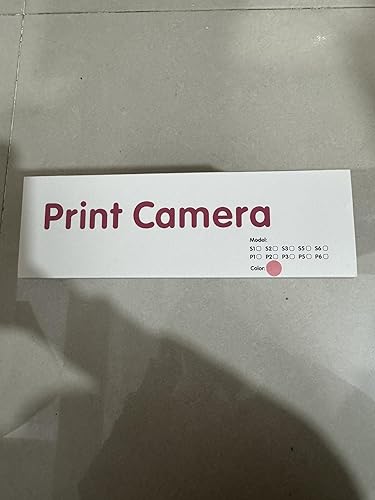 Print Camera
Model:
S1 S2 S3 S5 S6
P1 P2 P3 P5 P6
Color: